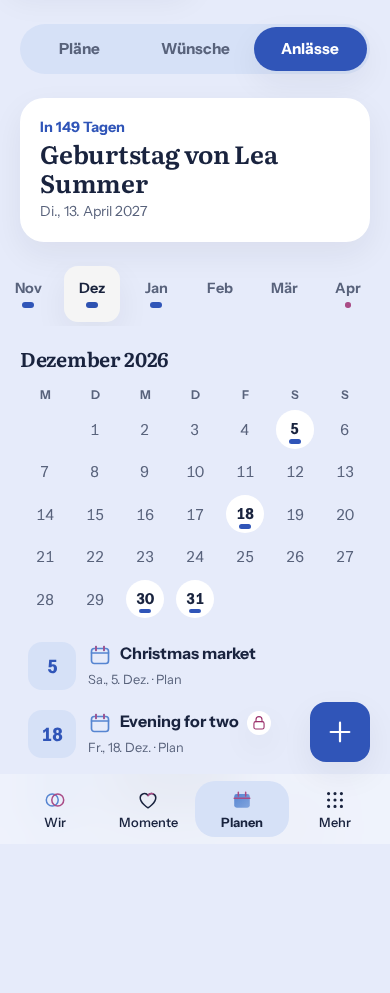 Pläne Wünsche Anlässe
In 149 Tagen
Geburtstag von Lea
Summer
Di., 13. April 2027
Nov Dez Jan Feb Mär Apr
Dezember 2026
M D M D F S S
1 2 3 4 5 6
7 8 9 10 11 12 13
14 15 16 17 18 19 20
21 22 23 24 25 26 27
28 29 30 31
5 Christmas market
Sa., 5. Dez. · Plan
18 Evening for two
Fr., 18. Dez. · Plan
Wir Momente Planen Mehr